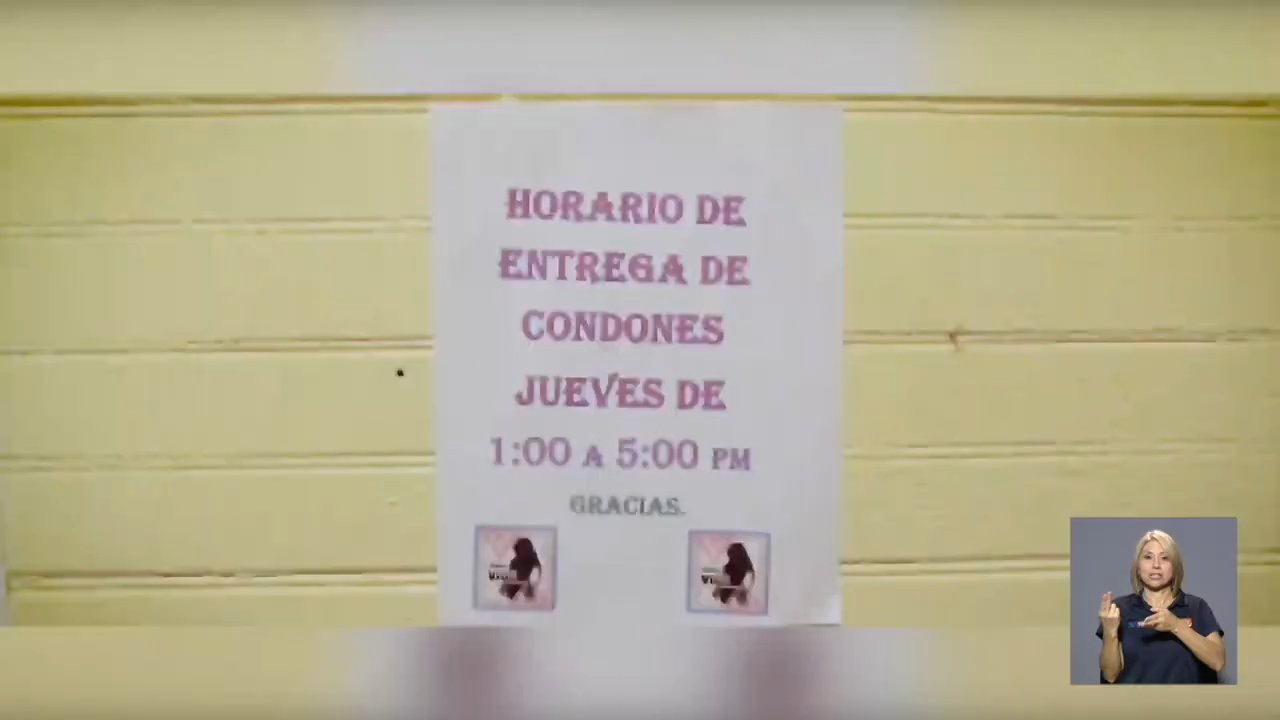 HORARIO DE
ENTREGA DE
CONDONES
JUEVES DE
1:00 A 5:00 PM
GRACIAS.